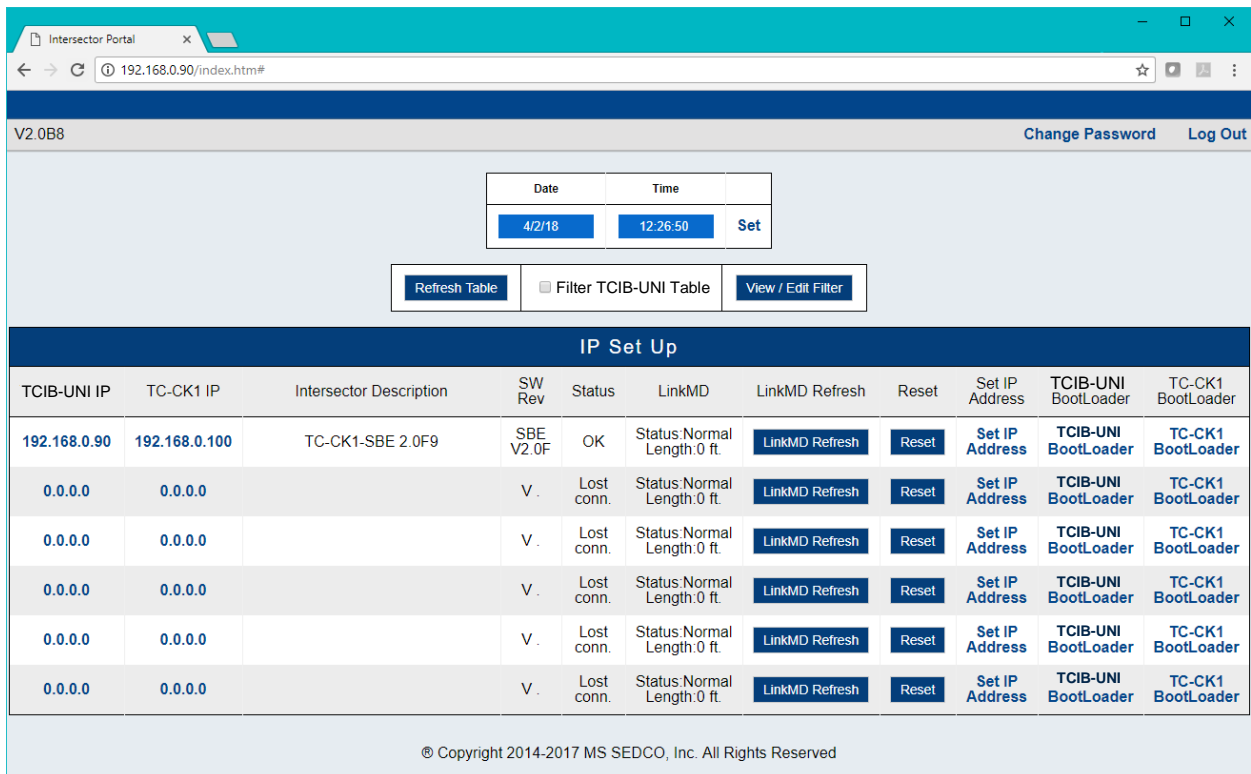 Intersector Portal
192.168.0.90/index.htm#
V2.0B8 Change Password Log Out
Date Time
4/2/18 12:26:50 Set
Refresh Table Filter TCIB-UNI Table View / Edit Filter
IP Set Up
TCIB-UNI IP TC-CK1 IP Intersector Description SW Rev Status LinkMD LinkMD Refresh Reset Set IP Address TCIB-UNI BootLoader TC-CK1 BootLoader
192.168.0.90 192.168.0.100 TC-CK1-SBE 2.0F9 SBE V2.0F OK Status:Normal Length:0 ft. LinkMD Refresh Reset Set IP Address TCIB-UNI BootLoader TC-CK1 BootLoader
0.0.0.0 0.0.0.0 V . Lost conn. Status:Normal Length:0 ft. LinkMD Refresh Reset Set IP Address TCIB-UNI BootLoader TC-CK1 BootLoader
0.0.0.0 0.0.0.0 V . Lost conn. Status:Normal Length:0 ft. LinkMD Refresh Reset Set IP Address TCIB-UNI BootLoader TC-CK1 BootLoader
0.0.0.0 0.0.0.0 V . Lost conn. Status:Normal Length:0 ft. LinkMD Refresh Reset Set IP Address TCIB-UNI BootLoader TC-CK1 BootLoader
0.0.0.0 0.0.0.0 V . Lost conn. Status:Normal Length:0 ft. LinkMD Refresh Reset Set IP Address TCIB-UNI BootLoader TC-CK1 BootLoader
0.0.0.0 0.0.0.0 V . Lost conn. Status:Normal Length:0 ft. LinkMD Refresh Reset Set IP Address TCIB-UNI BootLoader TC-CK1 BootLoader
® Copyright 2014-2017 MS SEDCO, Inc. All Rights Reserved